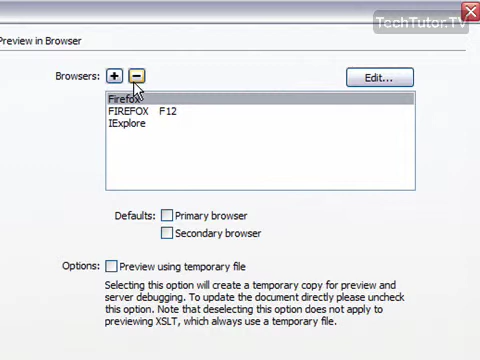 TechTutor.TV
Preview in Browser
Browsers: + − Edit...
Firefox
FIREFOX F12
IExplore
Defaults: Primary browser
Secondary browser
Options: Preview using temporary file
Selecting this option will create a temporary copy for preview and
server debugging. To update the document directly please uncheck
this option. Note that deselecting this option does not apply to
previewing XSLT, which always use a temporary file.